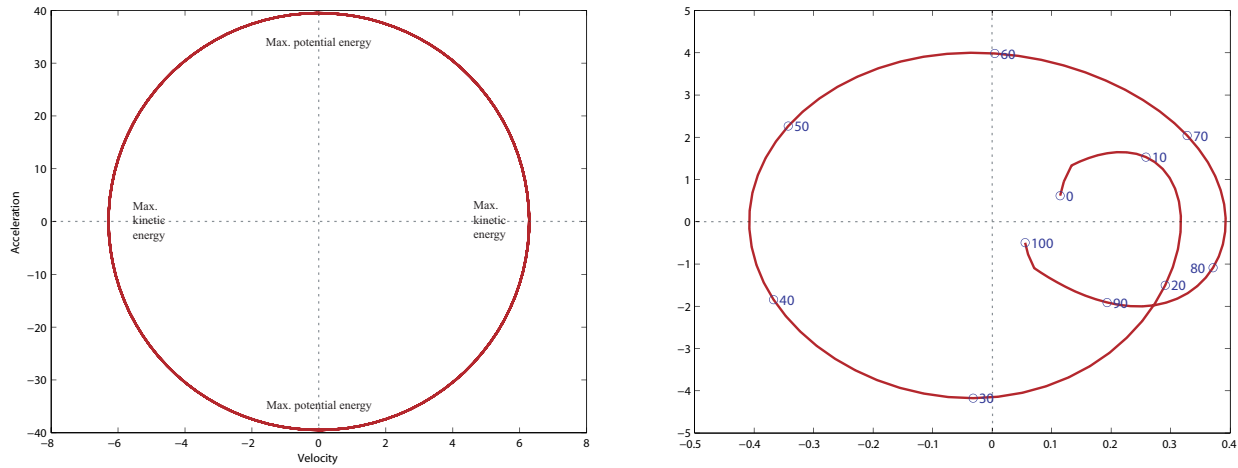 40
30
20
10
0
−10
−20
−30
−40
Acceleration
Max. potential energy
Max.
kinetic
energy
Max.
kinetic
energy
Max. potential energy
−8 −6 −4 −2 0 2 4 6 8
Velocity
5
4
3
2
1
0
−1
−2
−3
−4
−5
60
50
70
10
0
100
80
20
90
40
30
−0.5 −0.4 −0.3 −0.2 −0.1 0 0.1 0.2 0.3 0.4